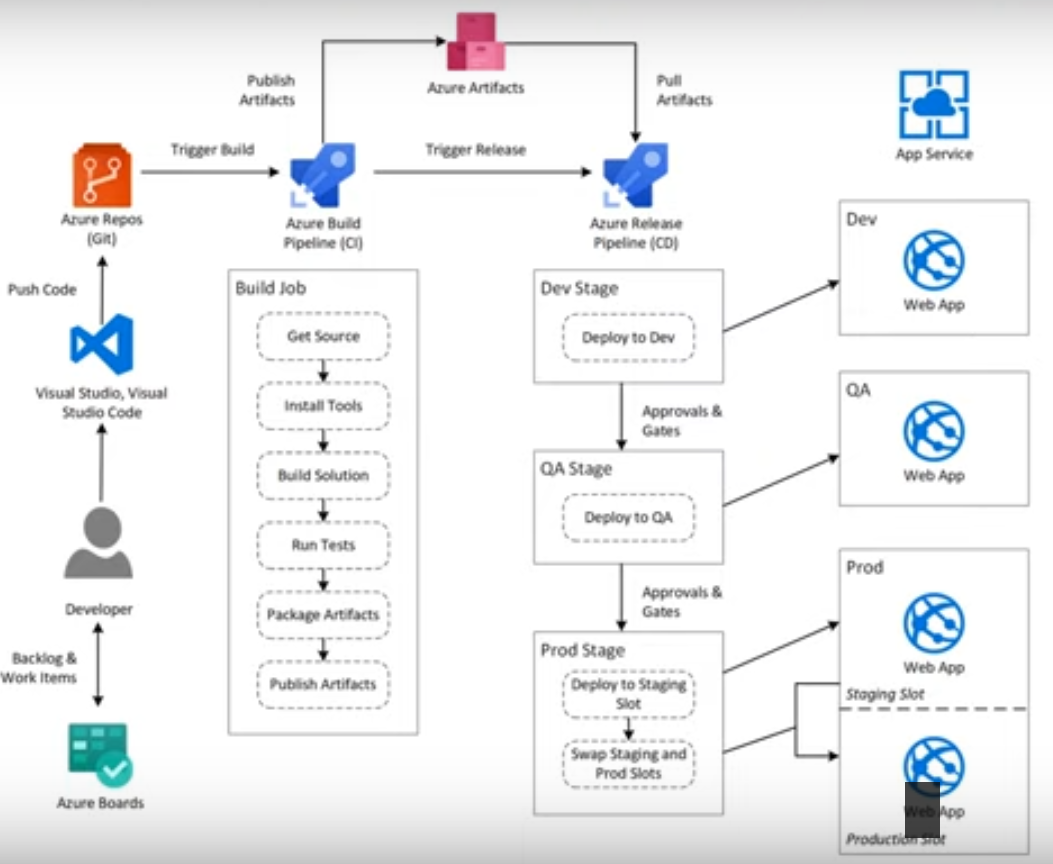 Publish
Artifacts
Azure Artifacts
Pull
Artifacts
App Service
Trigger Build
Trigger Release
Azure Repos
(Git)
Azure Build
Pipeline (CI)
Azure Release
Pipeline (CD)
Push Code
Visual Studio, Visual
Studio Code
Developer
Backlog &
Work Items
Azure Boards
Build Job
Get Source
Install Tools
Build Solution
Run Tests
Package Artifacts
Publish Artifacts
Dev Stage
Deploy to Dev
Approvals &
Gates
QA Stage
Deploy to QA
Approvals &
Gates
Prod Stage
Deploy to Staging
Slot
Swap Staging and
Prod Slots
Dev
Web App
QA
Web App
Prod
Web App
Staging Slot
Web App
Production Slot